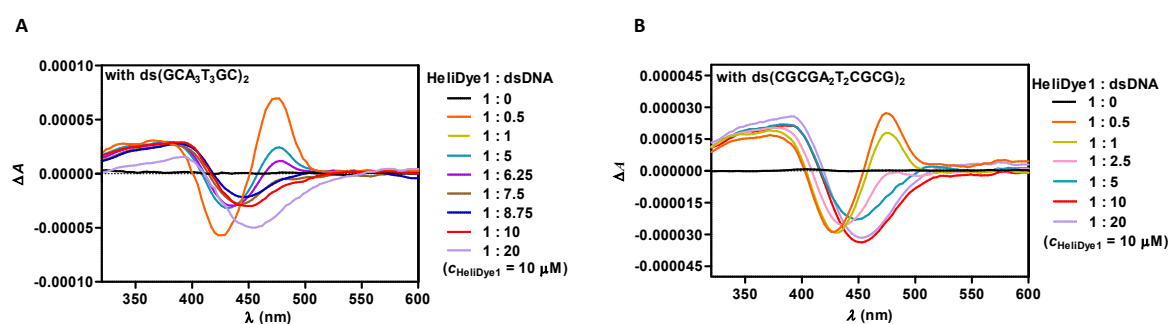 A
with ds(GCA₃T₃GC)₂
ΔA
0.00010
0.00005
0.00000
-0.00005
-0.00010
350 400 450 500 550 600
λ (nm)
HeliDye1 : dsDNA
1 : 0
1 : 0.5
1 : 1
1 : 5
1 : 6.25
1 : 7.5
1 : 8.75
1 : 10
1 : 20
(cHeliDye1 = 10 μM)
B
with ds(CGCGA₂T₂CGCG)₂
ΔA
0.000045
0.000030
0.000015
0.000000
-0.000015
-0.000030
-0.000045
350 400 450 500 550 600
λ (nm)
HeliDye1 : dsDNA
1 : 0
1 : 0.5
1 : 1
1 : 2.5
1 : 5
1 : 10
1 : 20
(cHeliDye1 = 10 μM)